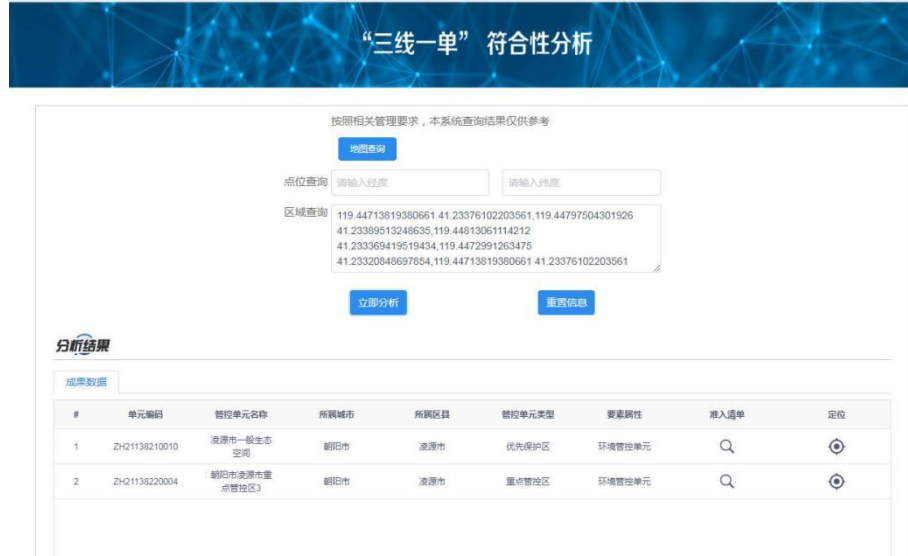 “三线一单” 符合性分析
按照相关管理要求，本系统查询结果仅供参考
地图查询
点位查询 请输入经度 请输入纬度
区域查询 119.44713819380661 41.23376102203561,119.44797504301926
41.23389513248635,119.44813061114212
41.233369419519434,119.4472991263475
41.23320848697854,119.44713819380661 41.23376102203561
立即分析 重置信息
分析结果
成果数据
# 单元编码 管控单元名称 所属城市 所属区县 管控单元类型 要素属性 准入清单 定位
1 ZH21138210010 凌源市一般生态 朝阳市 凌源市 优先保护区 环境管控单元
空间
2 ZH21138220004 朝阳市凌源市重 朝阳市 凌源市 重点管控区 环境管控单元
点管控区3